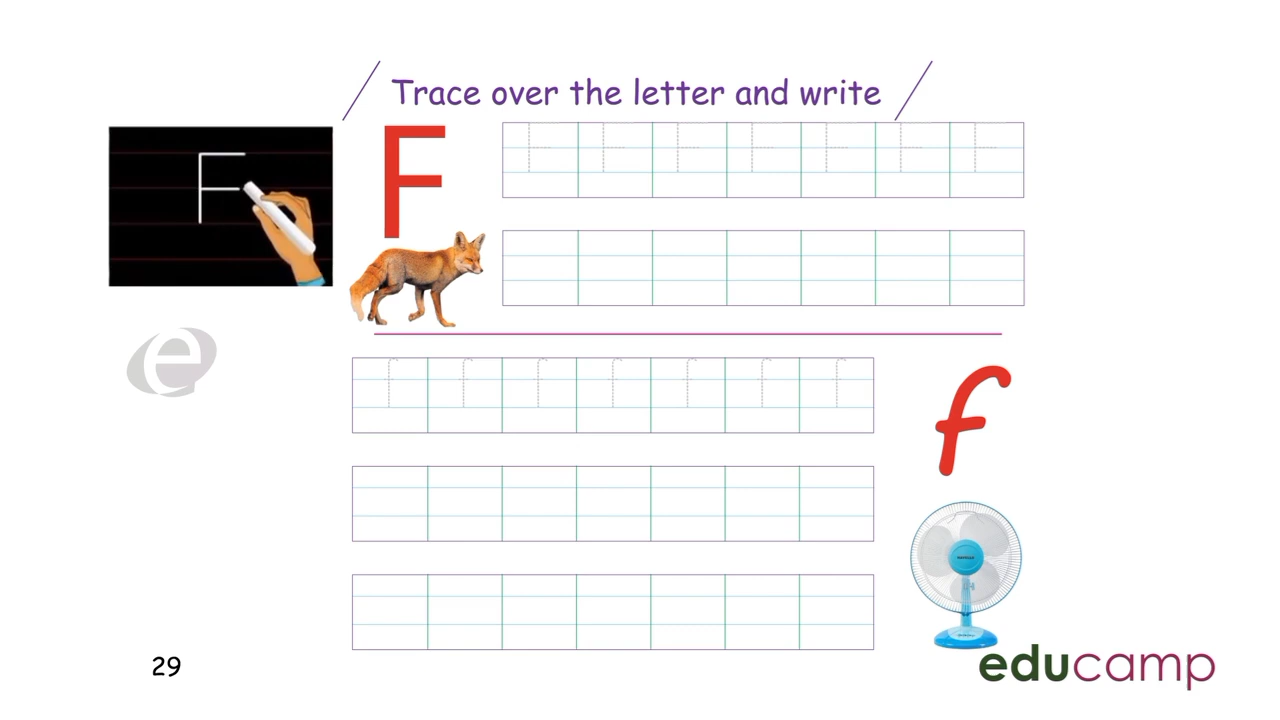 Trace over the letter and write
F
F
F F F F F F F
f f f f f f f
f
e
29
educamp